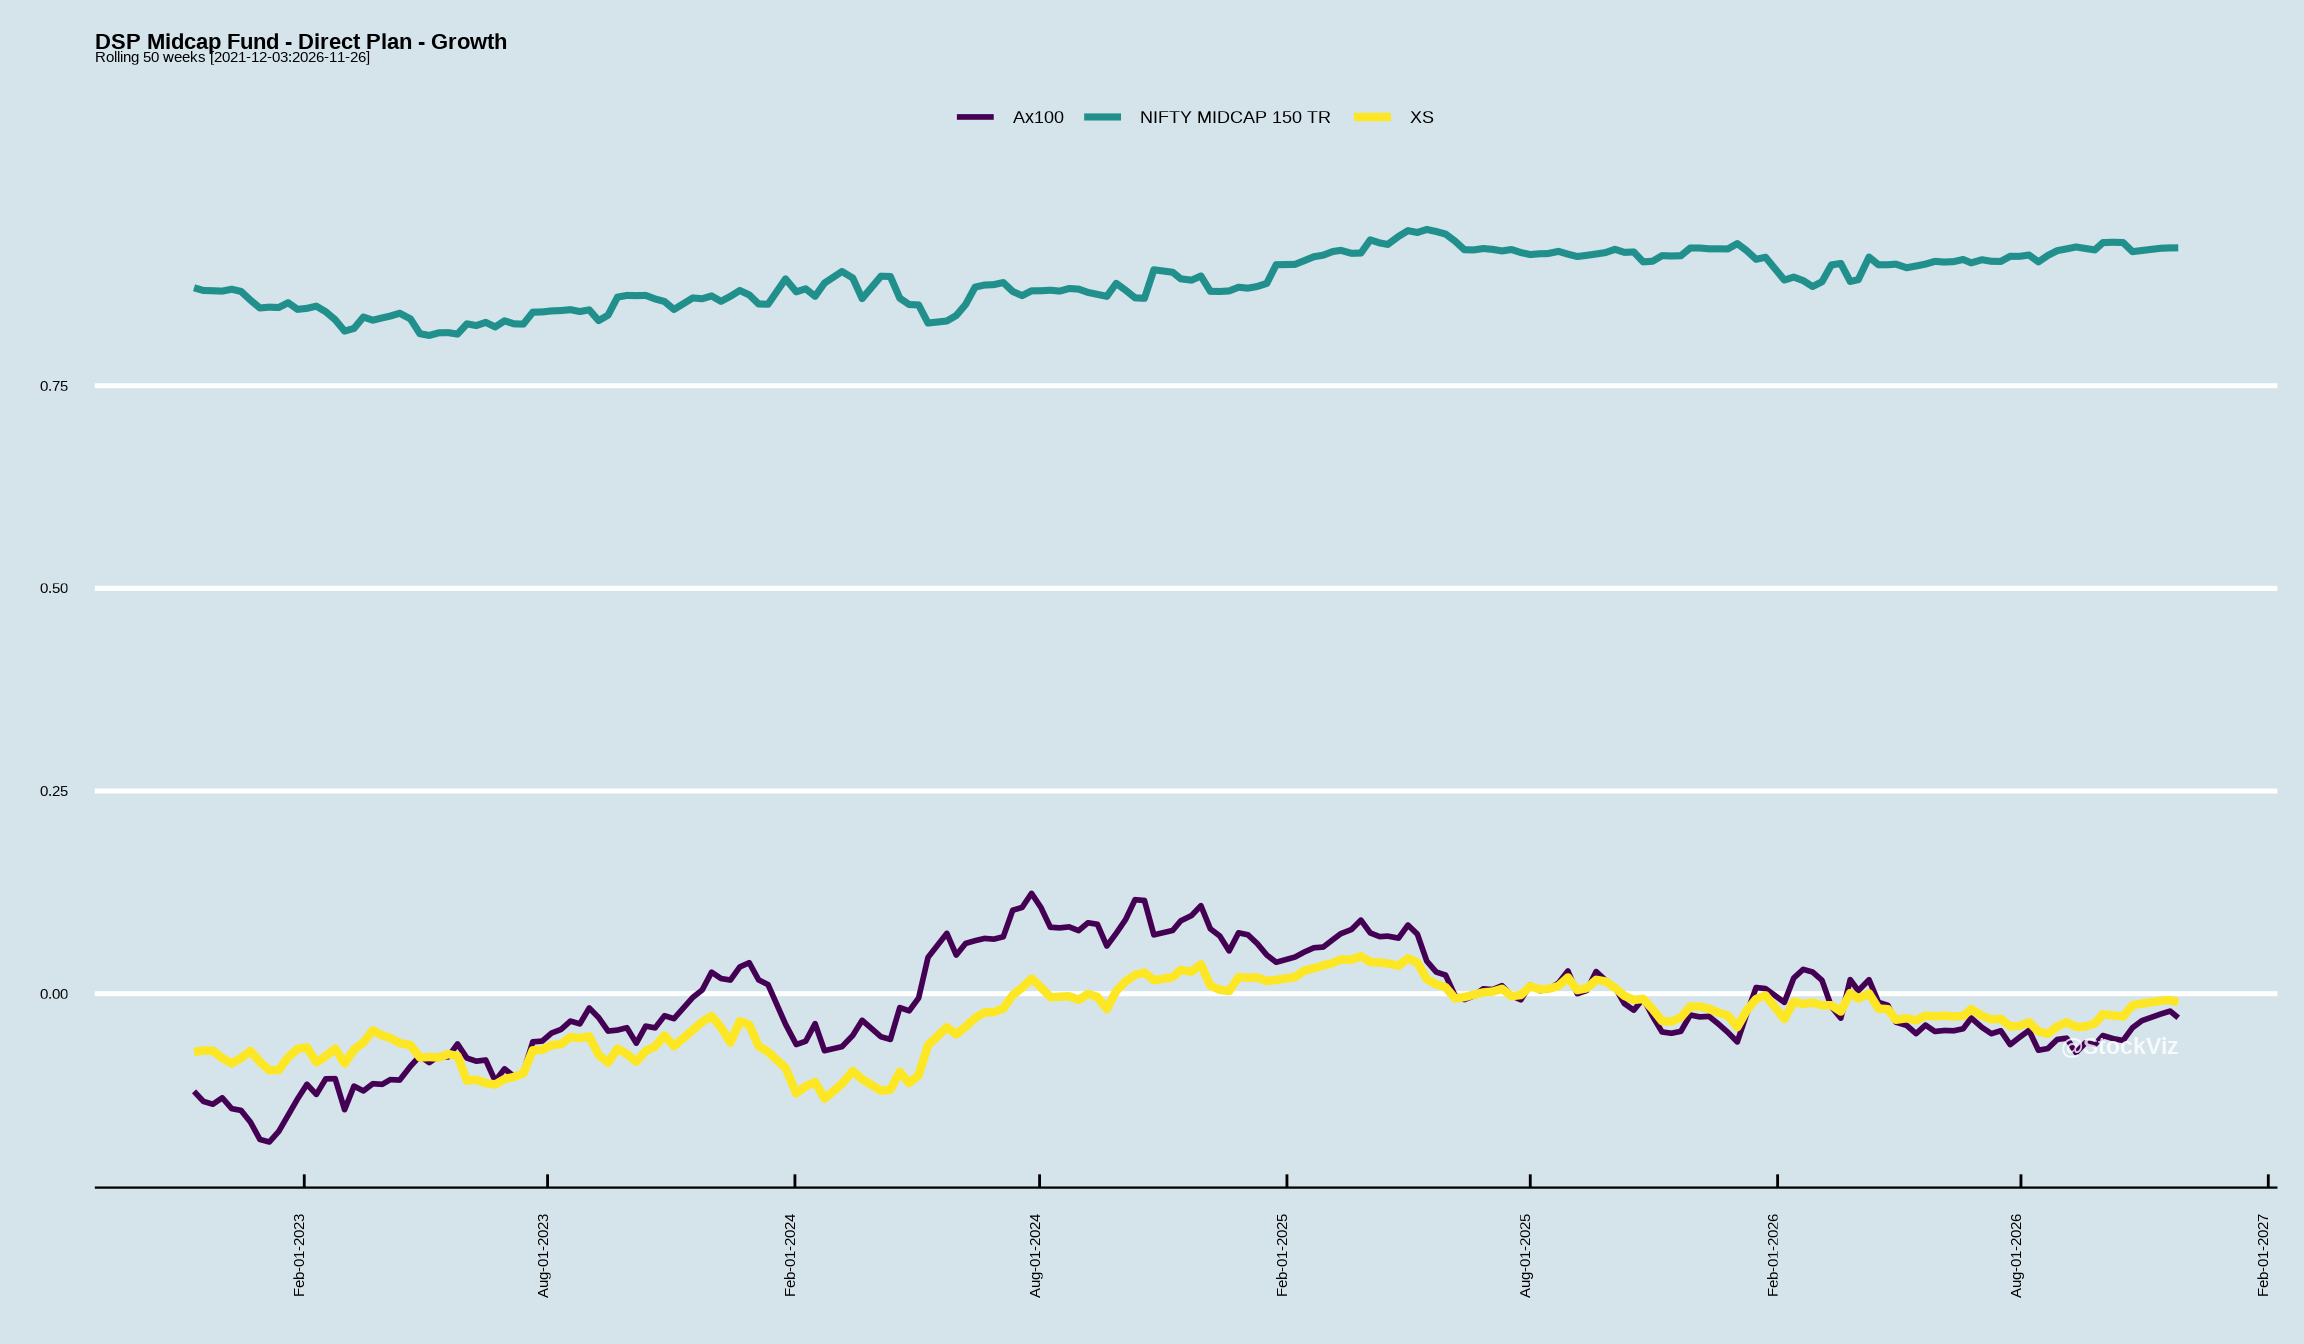 DSP Midcap Fund - Direct Plan - Growth
Rolling 50 weeks [2021-12-03:2026-11-26]
Ax100 NIFTY MIDCAP 150 TR XS
0.75
0.50
0.25
0.00
@StockViz
Feb-01-2023 Aug-01-2023 Feb-01-2024 Aug-01-2024 Feb-01-2025 Aug-01-2025 Feb-01-2026 Aug-01-2026 Feb-01-2027